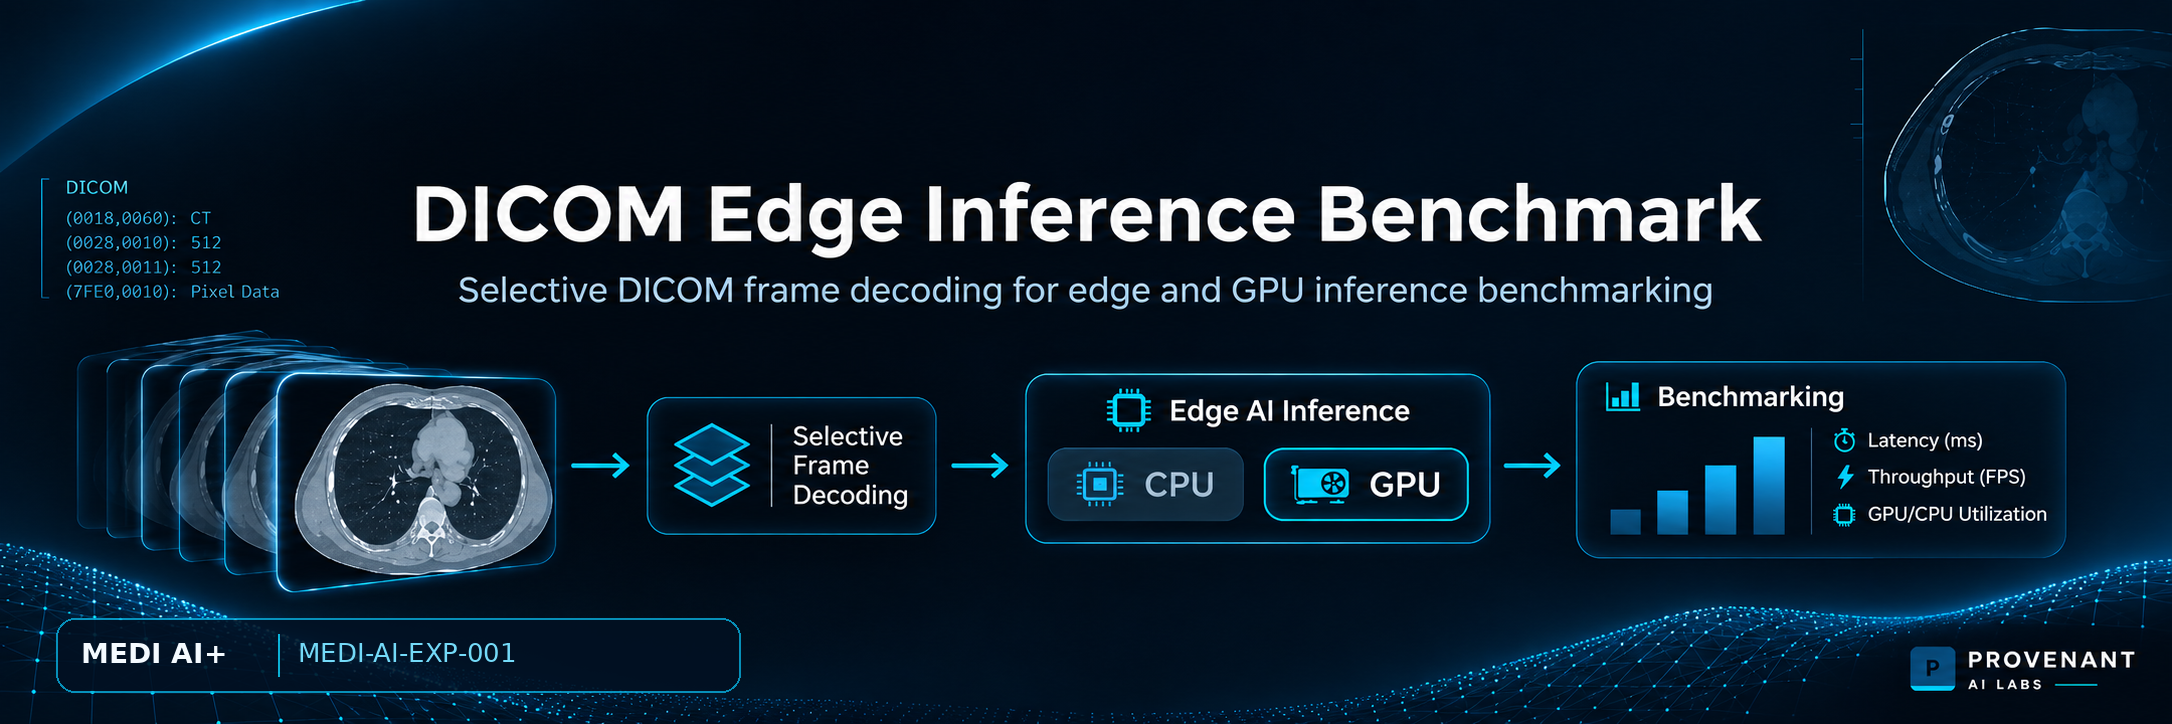 DICOM
(0018,0060): CT
(0028,0010): 512
(0028,0011): 512
(7FE0,0010): Pixel Data
DICOM Edge Inference Benchmark
Selective DICOM frame decoding for edge and GPU inference benchmarking
Selective
Frame
Decoding
Edge AI Inference
CPU
GPU
Benchmarking
Latency (ms)
Throughput (FPS)
GPU/CPU Utilization
MEDI AI+
MEDI-AI-EXP-001
P
PROVENANT
AI LABS